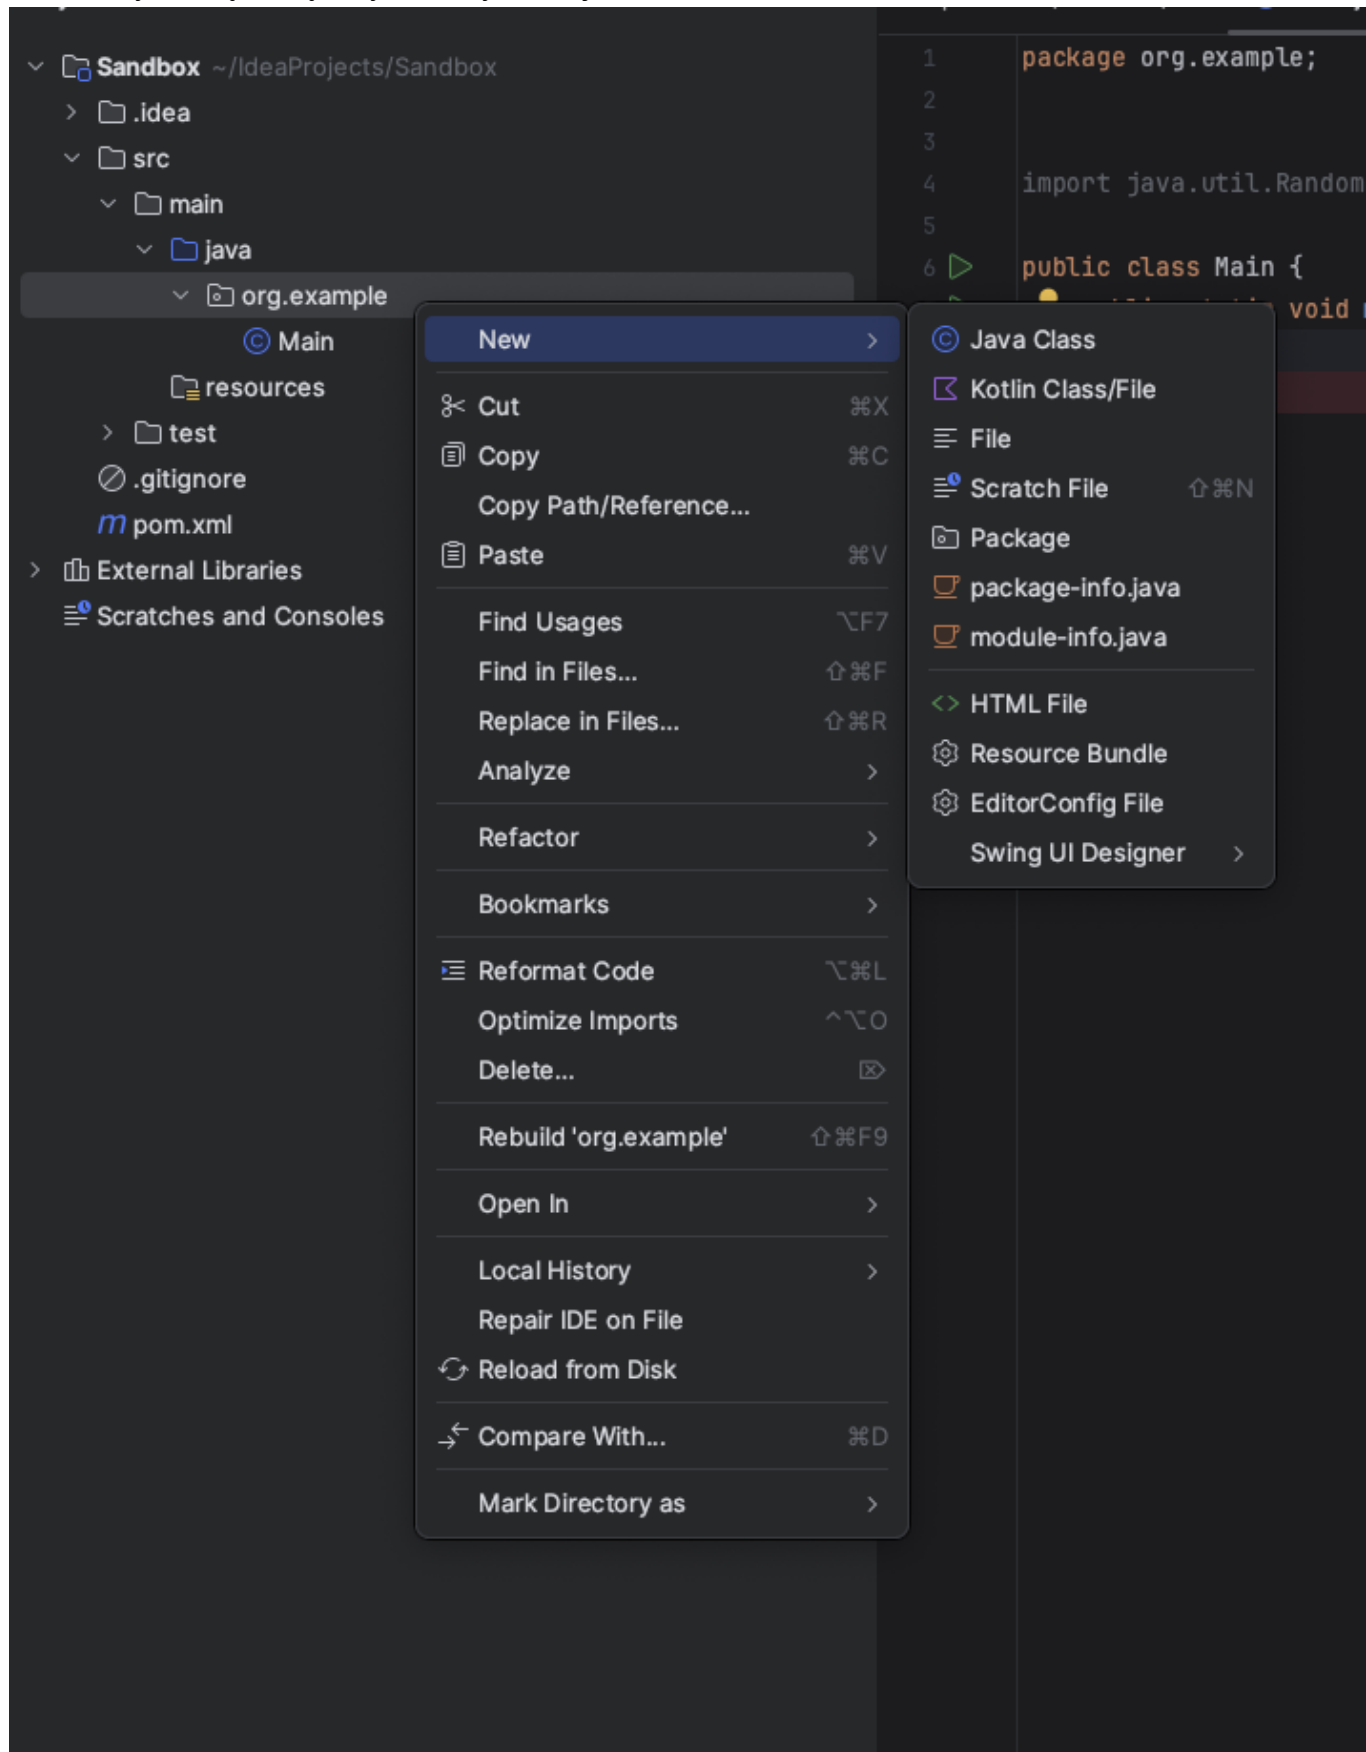 Sandbox ~/IdeaProjects/Sandbox
.idea
src
main
java
org.example
Main
resources
test
.gitignore
m pom.xml
External Libraries
Scratches and Consoles
New
Cut ⌘X
Copy ⌘C
Copy Path/Reference...
Paste ⌘V
Find Usages ⌥F7
Find in Files... ⇧⌘F
Replace in Files... ⇧⌘R
Analyze
Refactor
Bookmarks
Reformat Code ⌥⌘L
Optimize Imports ^⌥O
Delete... ⌦
Rebuild 'org.example' ⇧⌘F9
Open In
Local History
Repair IDE on File
Reload from Disk
Compare With... ⌘D
Mark Directory as
Java Class
Kotlin Class/File
File
Scratch File ⇧⌘N
Package
package-info.java
module-info.java
HTML File
Resource Bundle
EditorConfig File
Swing UI Designer
1 package org.example;
2
3
4 import java.util.Random
5
6 public class Main {
void